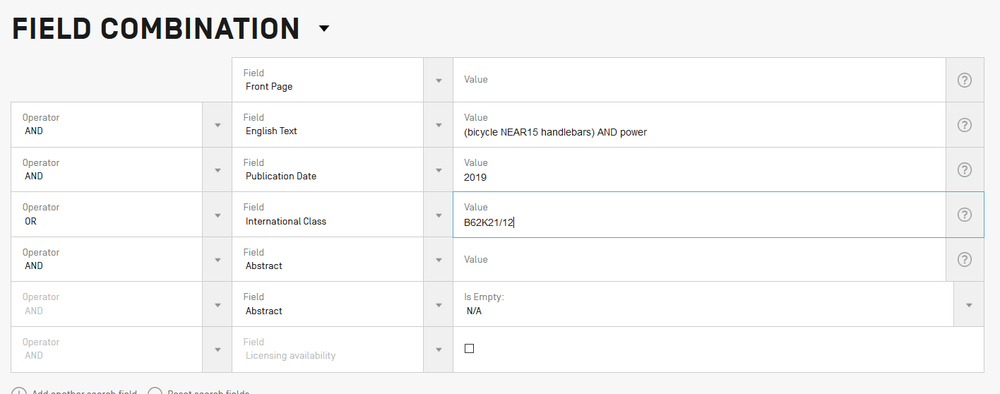 FIELD COMBINATION
Field
Front Page
Value
Operator
AND
Field
English Text
Value
(bicycle NEAR15 handlebars) AND power
Operator
AND
Field
Publication Date
Value
2019
Operator
OR
Field
International Class
Value
B62K21/12
Operator
AND
Field
Abstract
Value
Operator
AND
Field
Abstract
Is Empty:
N/A
Operator
AND
Field
Licensing availability
Add another search field
Reset search fields